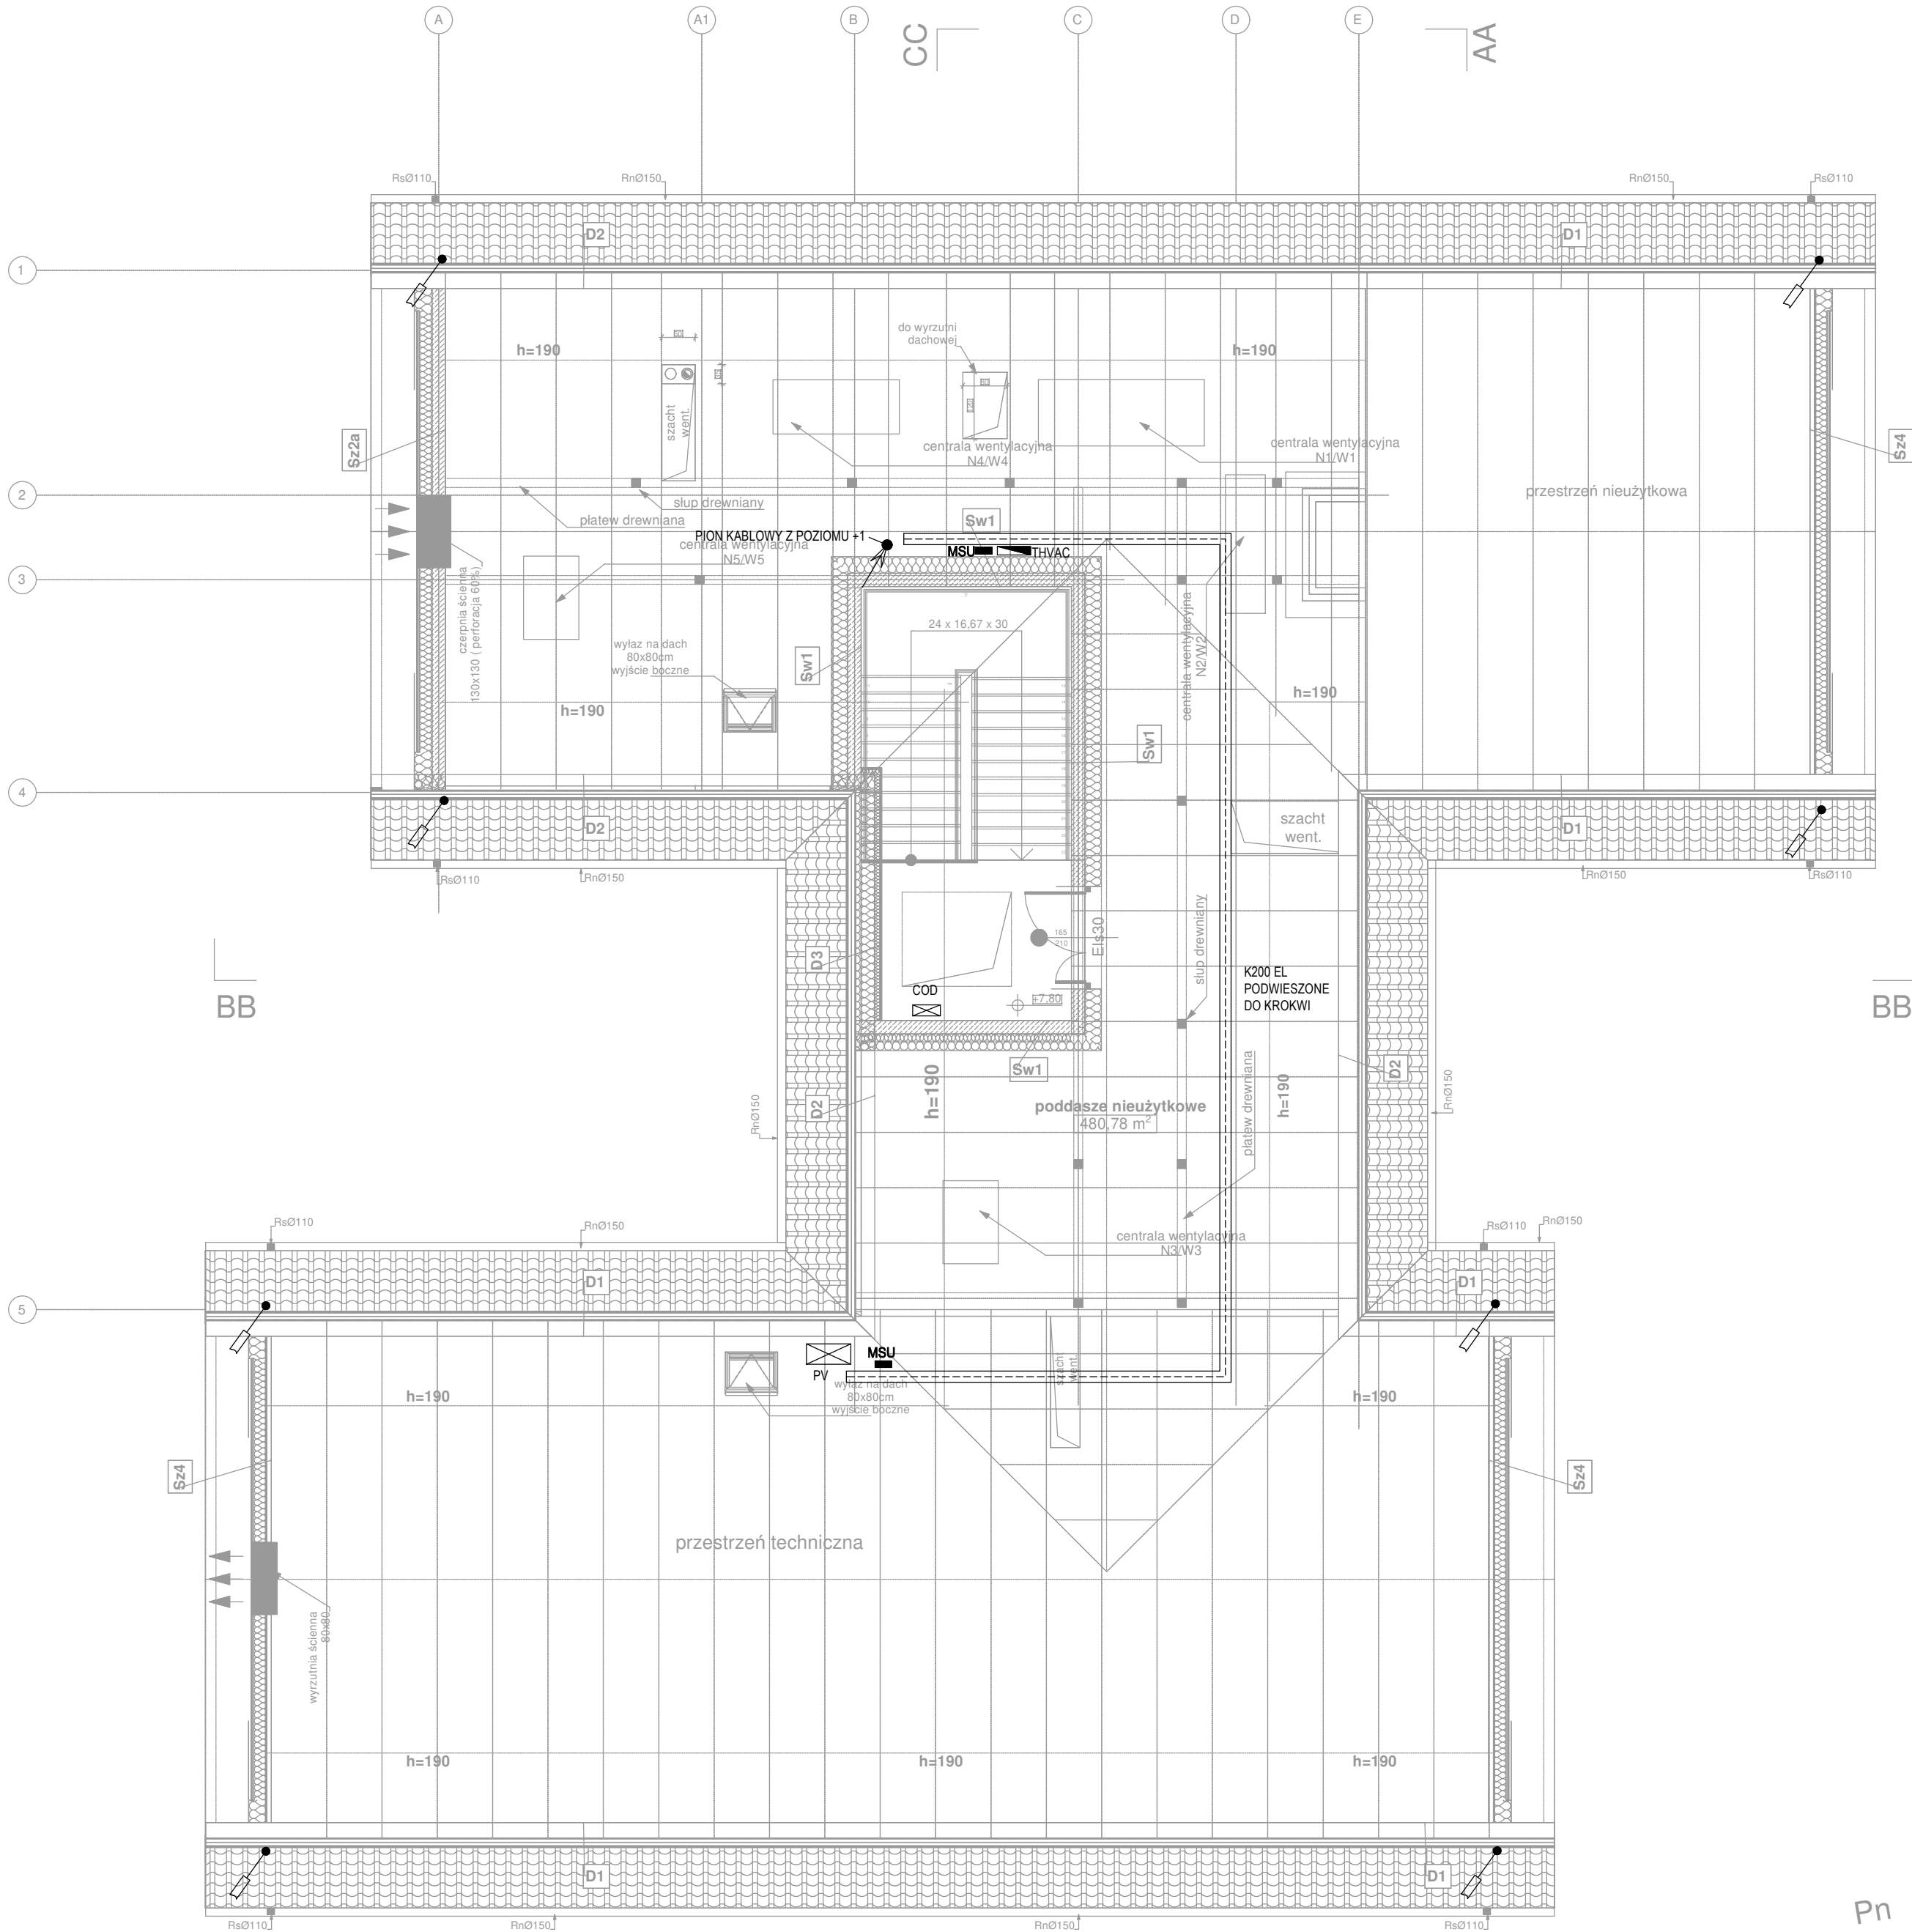 A
A1
B
C
D
E
CC
AA
RsØ110
RnØ150
RnØ150
RsØ110
D2
D1
1
h=190
do wyrzutni
dachowej
h=190
szacht
went.
centrala wentylacyjna
N4/W4
centrala wentylacyjna
N1/W1
Sz2a
Sz4
2
słup drewniany
płatew drewniana
przestrzeń nieużytkowa
Sw1
PION KABLOWY Z POZIOMU +1
centrala wentylacyjna
N5/W5
MSU
THVAC
3
czerpnia ścienna
130x130 ( perforacja 60%)
24 x 16,67 x 30
centrala wentylacyjna
N2/W2
wyłaz na dach
80x80cm
wyjście boczne
Sw1
h=190
h=190
Sw1
4
D2
szacht
went.
D1
RsØ110
RnØ150
RnØ150
RsØ110
słup drewniany
165
210
EIs30
D3
BB
COD
+7,80
K200 EL
PODWIESZONE
DO KROKWI
BB
Sw1
h=190
D2
D2
RnØ150
RnØ150
h=190
poddasze nieużytkowe
480,78 m²
płatew drewniana
RsØ110
RnØ150
RsØ110
RnØ150
centrala wentylacyjna
N3/W3
D1
D1
5
MSU
PV
wyłaz na dach
80x80cm
wyjście boczne
szacht
went.
h=190
h=190
Sz4
Sz4
przestrzeń techniczna
wyrzutnia ścienna
80x80
h=190
h=190
h=190
D1
D1
RsØ110
RnØ150
RnØ150
RsØ110
Pn